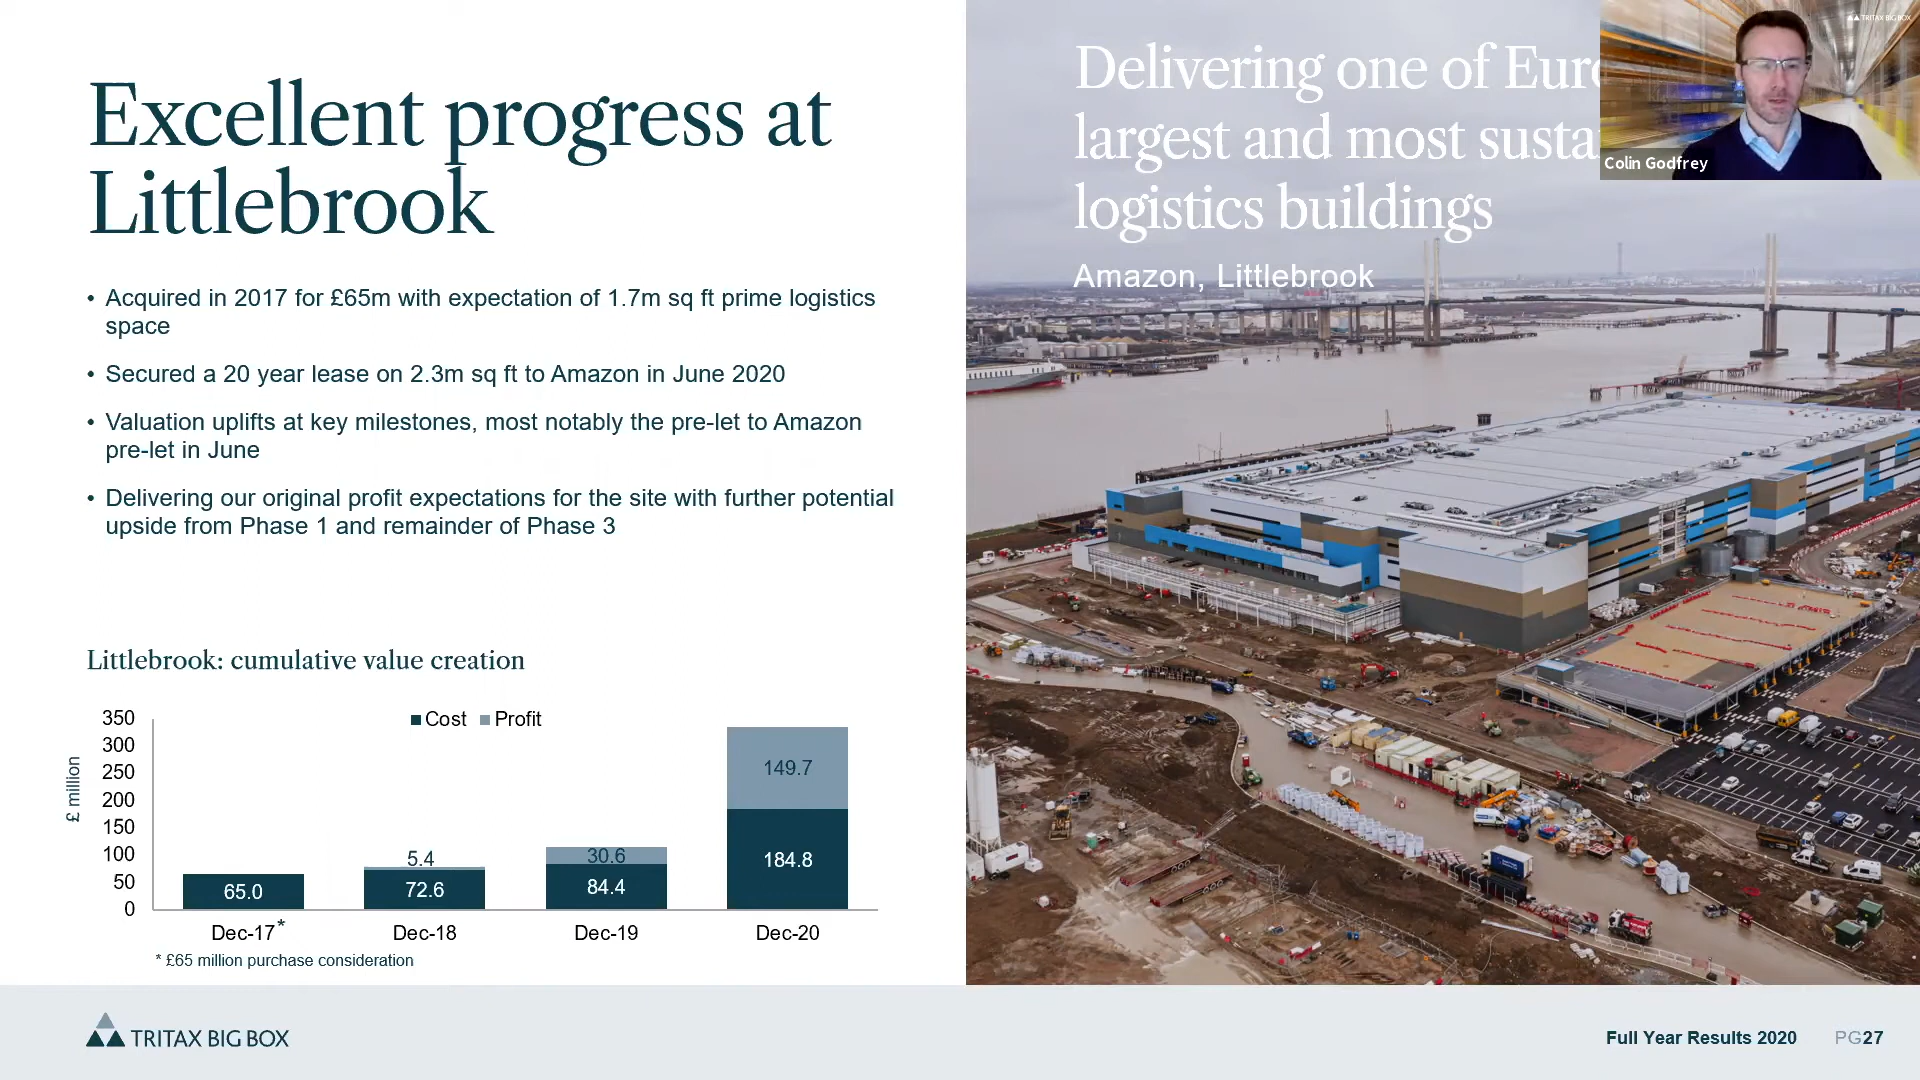 Excellent progress at
Littlebrook
• Acquired in 2017 for £65m with expectation of 1.7m sq ft prime logistics
space
• Secured a 20 year lease on 2.3m sq ft to Amazon in June 2020
• Valuation uplifts at key milestones, most notably the pre-let to Amazon
pre-let in June
• Delivering our original profit expectations for the site with further potential
upside from Phase 1 and remainder of Phase 3
Littlebrook: cumulative value creation
Cost Profit
£ million
350
300
250
200
150
100
50
0
65.0
5.4
72.6
30.6
84.4
149.7
184.8
Dec-17* Dec-18 Dec-19 Dec-20
* £65 million purchase consideration
Delivering one of
largest and most
logistics buildings
Amazon, Littlebrook
TRITAX BIG BOX
Colin Godfrey
TRITAX BIG BOX
Full Year Results 2020 PG27